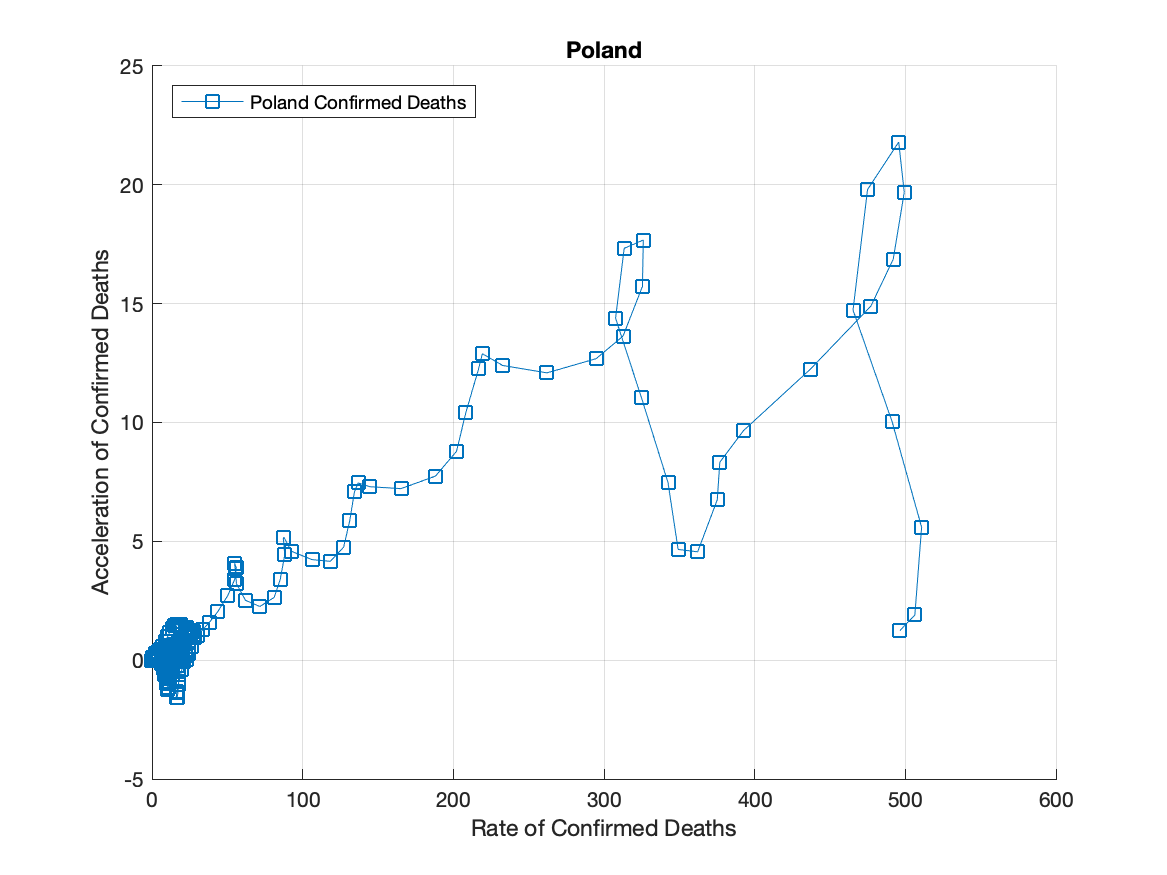 Poland
25
Poland Confirmed Deaths
20
15
10
5
0
-5
Acceleration of Confirmed Deaths
0 100 200 300 400 500 600
Rate of Confirmed Deaths